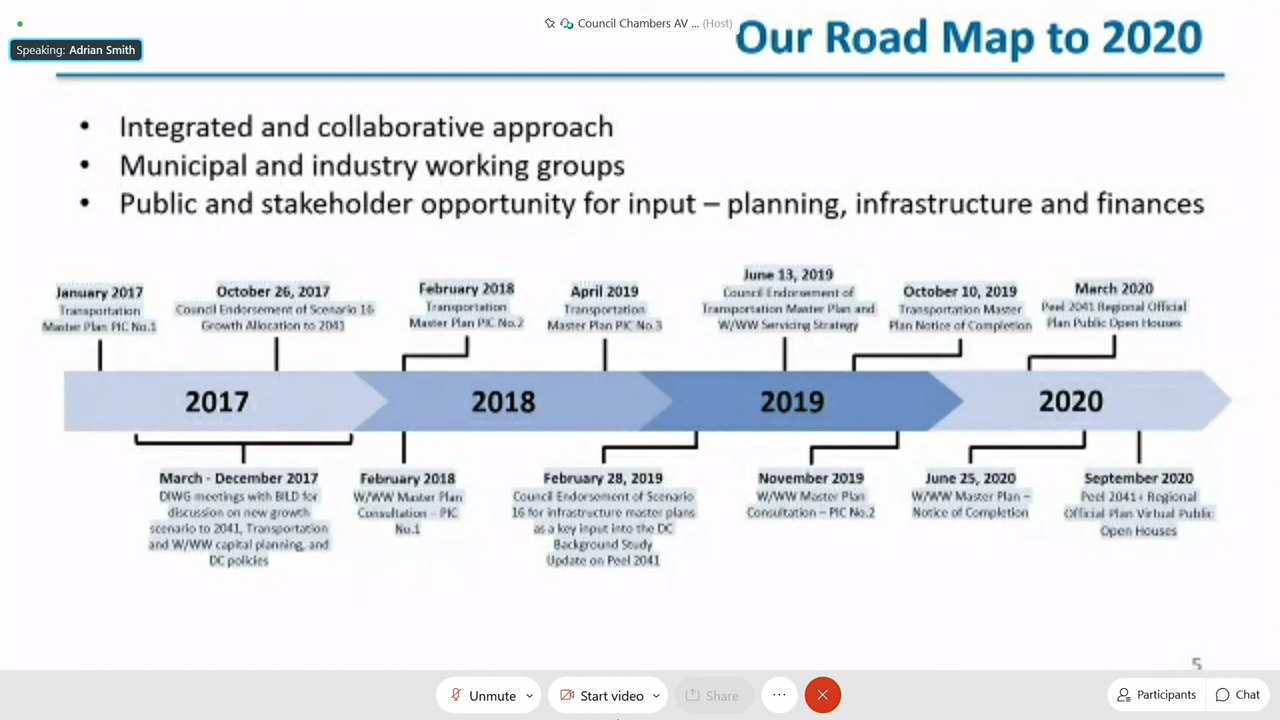 Council Chambers AV ... (Host)
Speaking: Adrian Smith
Our Road Map to 2020
• Integrated and collaborative approach
• Municipal and industry working groups
• Public and stakeholder opportunity for input – planning, infrastructure and finances
January 2017
Transportation
Master Plan PIC No.1
October 26, 2017
Council Endorsement of Scenario 16
Growth Allocation to 2041
February 2018
Transportation
Master Plan PIC No.2
April 2019
Transportation
Master Plan PIC No.3
June 13, 2019
Council Endorsement of
Transportation Master Plan and
W/WW Servicing Strategy
October 10, 2019
Transportation Master
Plan Notice of Completion
March 2020
Peel 2041 Regional Official
Plan Public Open Houses
2017
2018
2019
2020
March - December 2017
DIWG meetings with BILD for
discussion on new growth
scenario to 2041, Transportation
and W/WW capital planning, and
DC policies
February 2018
W/WW Master Plan
Consultation – PIC
No.1
February 28, 2019
Council Endorsement of Scenario
16 for infrastructure master plans
as a key input into the DC
Background Study
Update on Peel 2041
November 2019
W/WW Master Plan
Consultation – PIC No.2
June 25, 2020
W/WW Master Plan –
Notice of Completion
September 2020
Peel 2041+ Regional
Official Plan Virtual Public
Open Houses
5
Unmute
Start video
Share
Participants
Chat